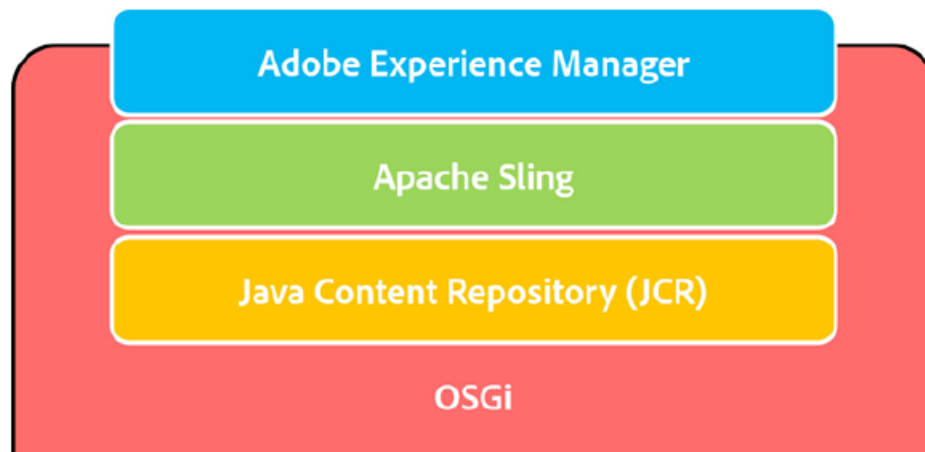 Adobe Experience Manager
Apache Sling
Java Content Repository (JCR)
OSGi